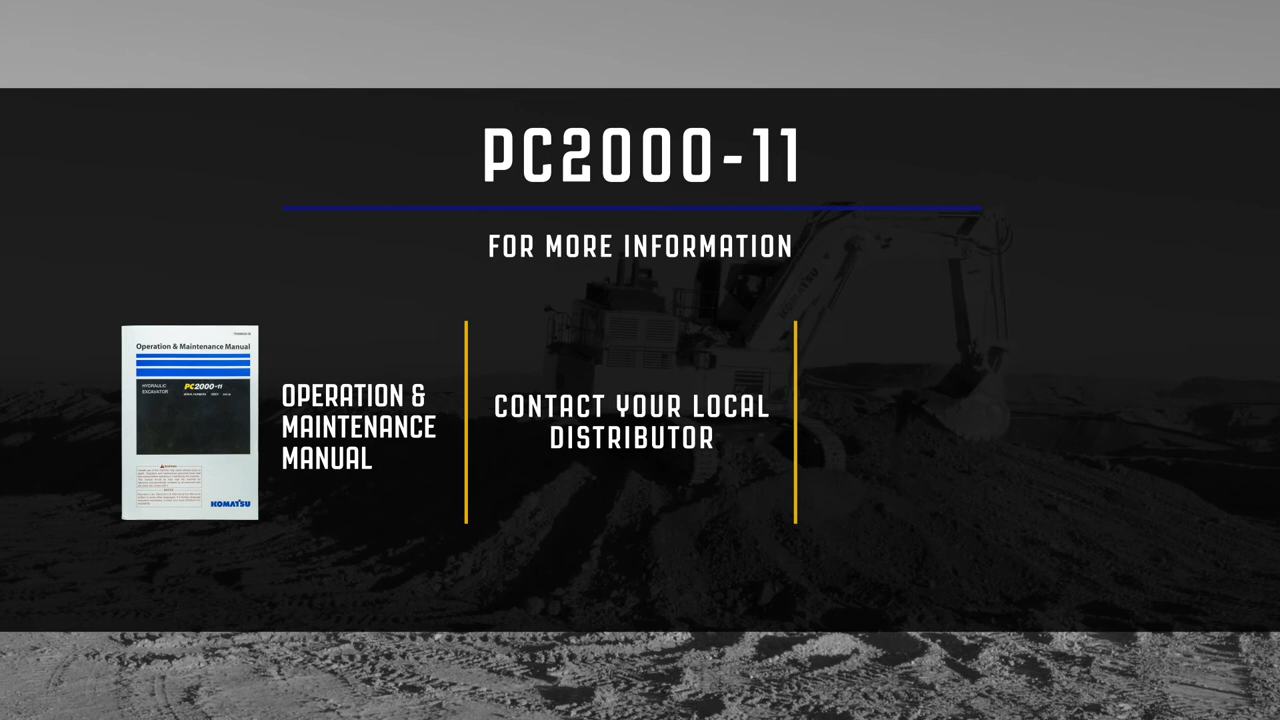 PC2000-11
FOR MORE INFORMATION
Operation & Maintenance Manual
HYDRAULIC
EXCAVATOR
PC2000-11
KOMATSU
OPERATION &
MAINTENANCE
MANUAL
CONTACT YOUR LOCAL
DISTRIBUTOR
KOMATSU